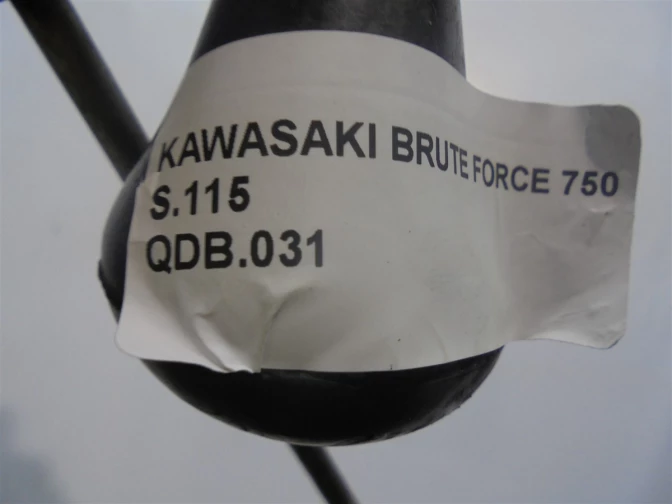 KAWASAKI BRUTE FORCE 750
S.115
QDB.031